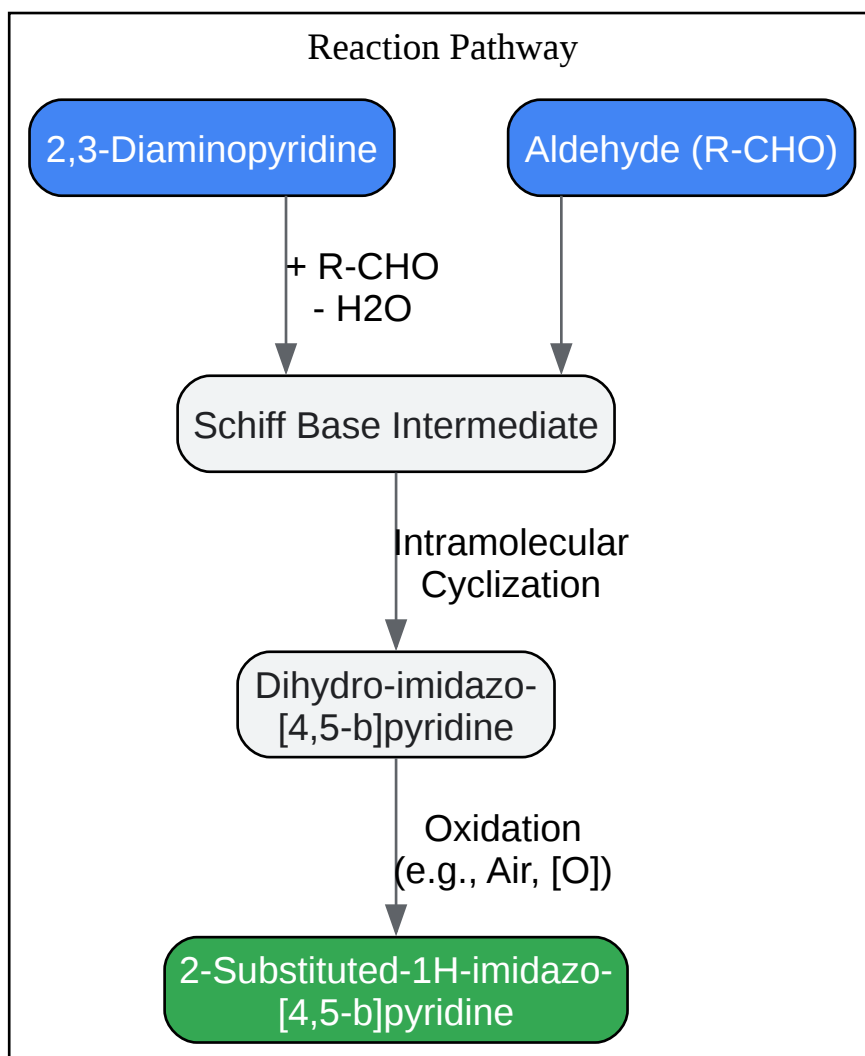 Reaction Pathway
2,3-Diaminopyridine
Aldehyde (R-CHO)
+ R-CHO
- H2O
Schiff Base Intermediate
Intramolecular
Cyclization
Dihydro-imidazo-
[4,5-b]pyridine
Oxidation
(e.g., Air, [O])
2-Substituted-1H-imidazo-
[4,5-b]pyridine